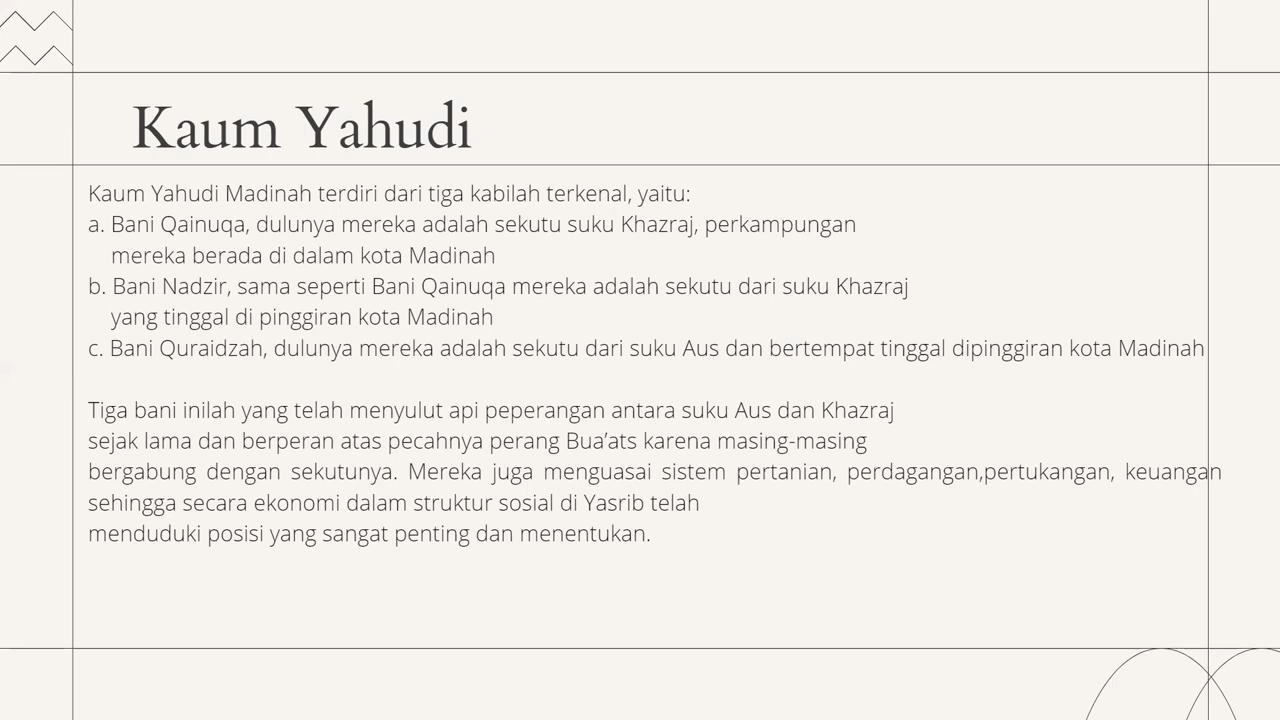 Kaum Yahudi
Kaum Yahudi Madinah terdiri dari tiga kabilah terkenal, yaitu:
a. Bani Qainuqa, dulunya mereka adalah sekutu suku Khazraj, perkampungan
mereka berada di dalam kota Madinah
b. Bani Nadzir, sama seperti Bani Qainuqa mereka adalah sekutu dari suku Khazraj
yang tinggal di pinggiran kota Madinah
c. Bani Quraidzah, dulunya mereka adalah sekutu dari suku Aus dan bertempat tinggal dipinggiran kota Madinah
Tiga bani inilah yang telah menyulut api peperangan antara suku Aus dan Khazraj
sejak lama dan berperan atas pecahnya perang Bua’ats karena masing-masing
bergabung dengan sekutunya. Mereka juga menguasai sistem pertanian, perdagangan,pertukangan, keuangan
sehingga secara ekonomi dalam struktur sosial di Yasrib telah
menduduki posisi yang sangat penting dan menentukan.